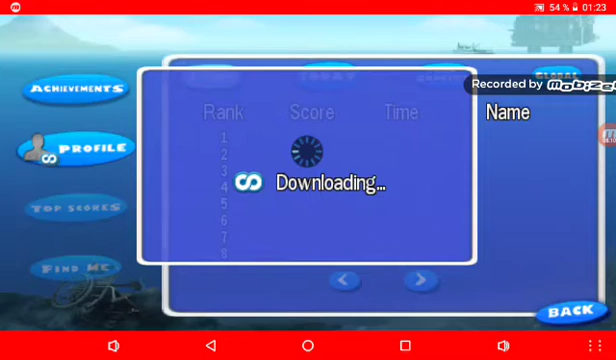 54 % 01:23
ACHIEVEMENTS
TODAY
GLOBAL
Recorded by mobizen
Rank Score Time Name
1
2
3
4
5
6
7
8
PROFILE
Downloading...
TOP SCORES
FIND ME
BACK